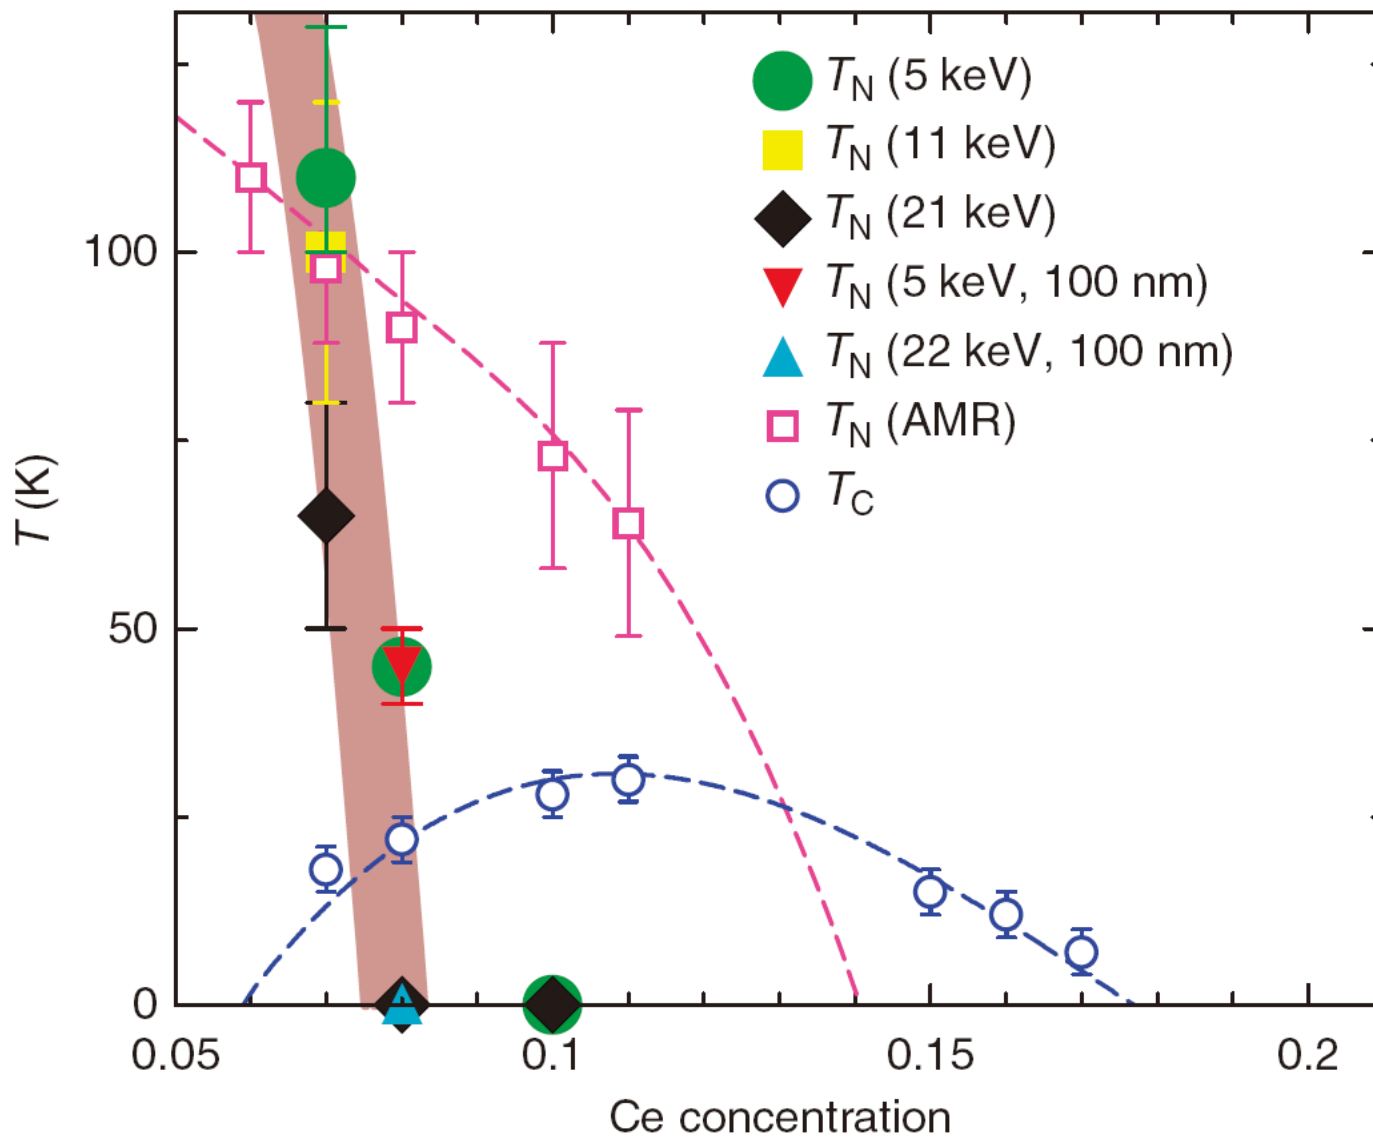 T_N (5 keV)
T_N (11 keV)
T_N (21 keV)
T_N (5 keV, 100 nm)
T_N (22 keV, 100 nm)
T_N (AMR)
T_C
100
50
0
T (K)
0.05 0.1 0.15 0.2
Ce concentration